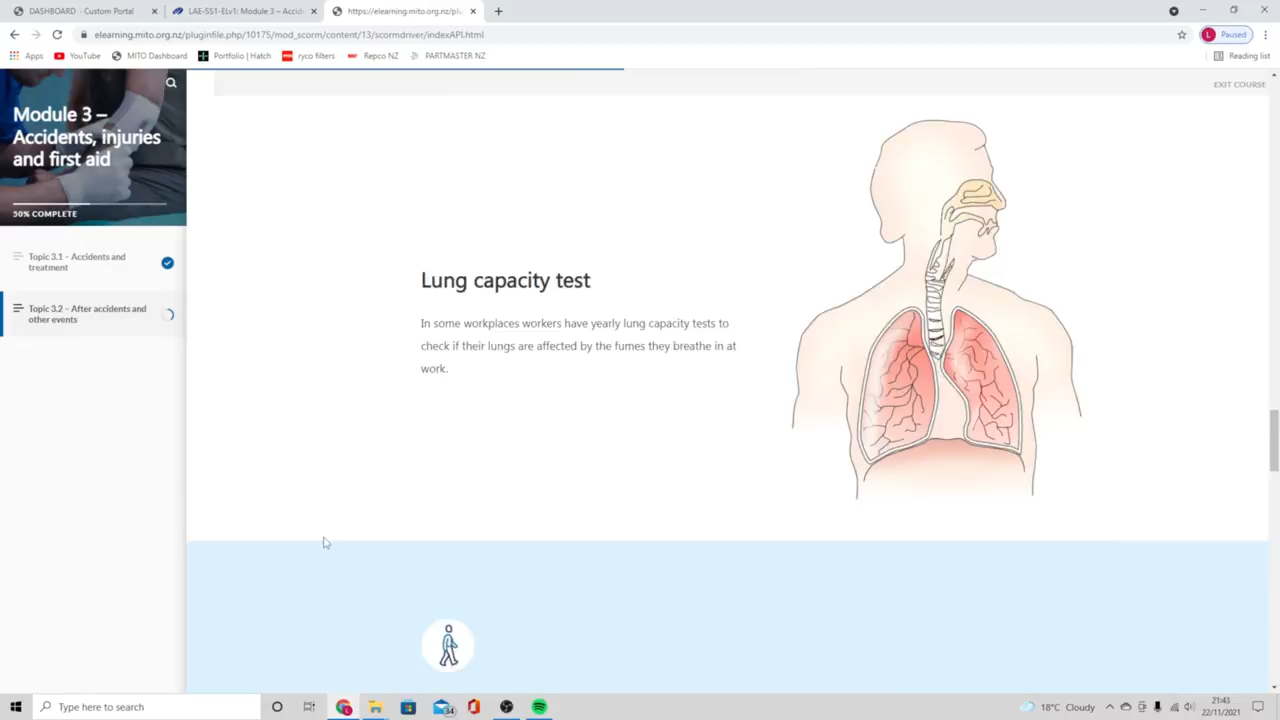 DASHBOARD - Custom Portal
LAE-SS1-ELv1: Module 3 – Accid
https://elearning.mito.org.nz/plu
elearning.mito.org.nz/pluginfile.php/10175/mod_scorm/content/13/scormdriver/indexAPI.html
L Paused
Apps YouTube MITO Dashboard Portfolio | Hatch ryco filters Repco NZ PARTMASTER NZ Reading list
EXIT COURSE
Module 3 –
Accidents, injuries
and first aid
50% COMPLETE
Topic 3.1 – Accidents and
treatment
Topic 3.2 – After accidents and
other events
Lung capacity test
In some workplaces workers have yearly lung capacity tests to
check if their lungs are affected by the fumes they breathe in at
work.
Type here to search
34
18°C Cloudy
21:43
22/11/2021